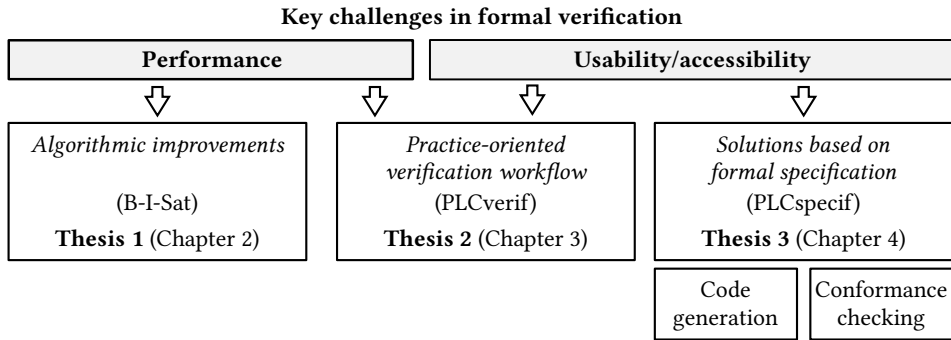 Key challenges in formal verification
Performance
Usability/accessibility
Algorithmic improvements
(B-I-Sat)
Thesis 1 (Chapter 2)
Practice-oriented
verification workflow
(PLCverif)
Thesis 2 (Chapter 3)
Solutions based on
formal specification
(PLCspecif)
Thesis 3 (Chapter 4)
Code
generation
Conformance
checking